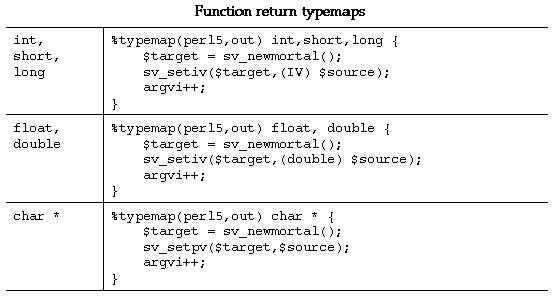 Function return typemaps
int, %typemap(perl5,out) int,short,long {
short, $target = sv_newmortal();
long sv_setiv($target,(IV) $source);
argvi++;
}
float, %typemap(perl5,out) float, double {
double $target = sv_newmortal();
sv_setiv($target,(double) $source);
argvi++;
}
char * %typemap(perl5,out) char * {
$target = sv_newmortal();
sv_setpv($target,$source);
argvi++;
}